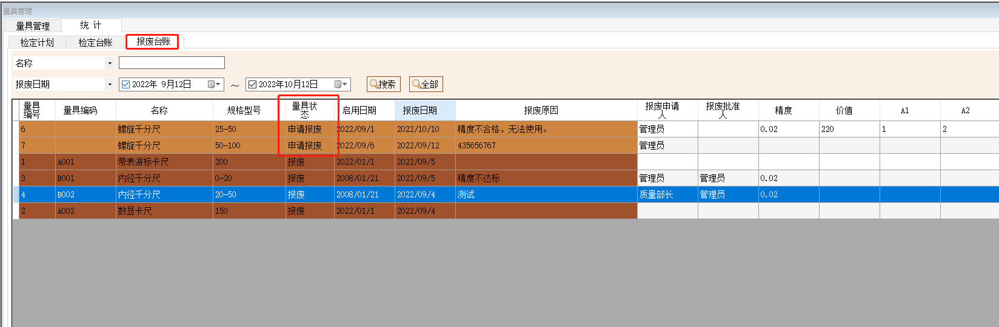 量具管理
量具管理 统 计
检定计划 检定台账 报废台账
名称
报废日期 2022年 9月12日 ~ 2022年10月12日 搜索 全部
量具编号 量具编码 名称 规格型号 量具状态 启用日期 报废日期 报废原因 报废申请人 报废批准人 精度 价值 A1 A2
6 螺旋千分尺 25-50 申请报废 2022/09/1 2022/10/10 精度不合格，无法使用。 管理员 0.02 220 1 2
7 螺旋千分尺 50-100 申请报废 2022/09/6 2022/09/12 435656767 管理员
1 A001 带表游标卡尺 200 报废 2022/01/1 2022/09/5
3 B001 内径千分尺 0-20 报废 2008/01/21 2022/09/5 精度不达标 管理员 管理员 0.02
4 B002 内径千分尺 20-50 报废 2008/01/21 2022/09/4 测试 质量部长 管理员 0.02
2 A002 数显卡尺 150 报废 2022/01/1 2022/09/4